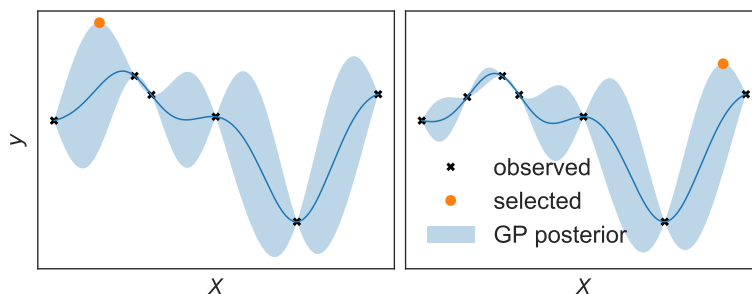 y
observed
selected
GP posterior
X
X